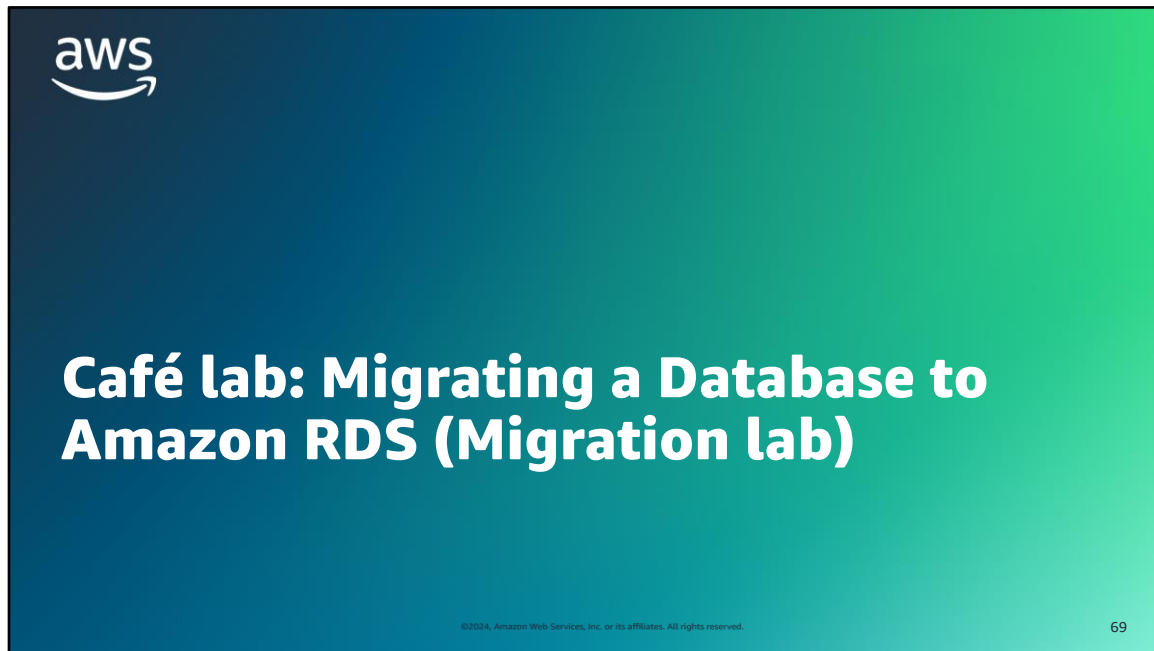 aws
Café lab: Migrating a Database to
Amazon RDS (Migration lab)
©2024, Amazon Web Services, Inc. or its affiliates. All rights reserved.
69